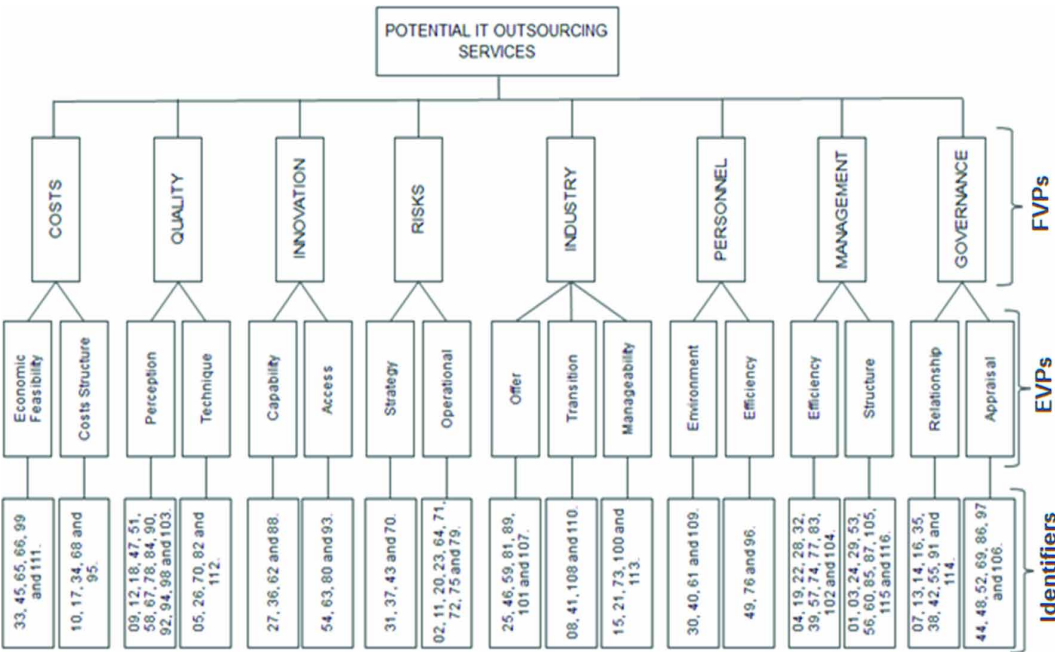 POTENTIAL IT OUTSOURCING
SERVICES
COSTS
QUALITY
INNOVATION
RISKS
INDUSTRY
PERSONNEL
MANAGEMENT
GOVERNANCE
FVPs
Economic
Feasibility
Costs Structure
Perception
Technique
Capability
Access
Strategy
Operational
Offer
Transition
Manageability
Environment
Efficiency
Efficiency
Structure
Relationship
Appraisal
EVPs
33, 45, 65, 66, 99
and 111.
10, 17, 34, 68 and
95.
09, 12, 18, 47, 51,
58, 67, 78, 84, 90,
92, 94, 98 and 103.
05, 26, 70, 82 and
112.
27, 36, 62 and 88.
54, 63, 80 and 93.
31, 37, 43 and 70.
02, 11, 20, 23, 64, 71,
72, 75 and 79.
25, 46, 59, 81, 89,
101 and 107.
08, 41, 108 and 110.
15, 21, 73, 100 and
113.
30, 40, 61 and 109.
49, 76 and 96.
04, 19, 22, 28, 32,
39, 57, 74, 77, 83,
102 and 104.
01, 03, 24, 29, 53,
56, 60, 85, 87, 105,
115 and 116.
07, 13, 14, 16, 35,
38, 42, 55, 91 and
114.
44, 48, 52, 69, 86, 97
and 106.
Identifiers